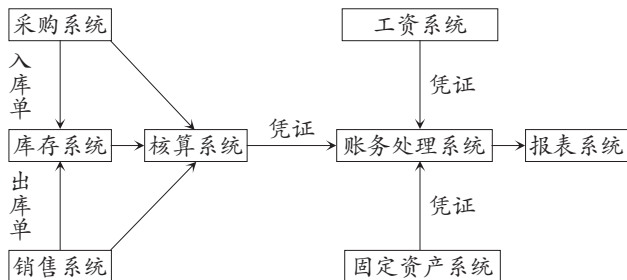 采购系统
工资系统
入库单
凭证
库存系统
核算系统
凭证
账务处理系统
报表系统
出库单
凭证
销售系统
固定资产系统